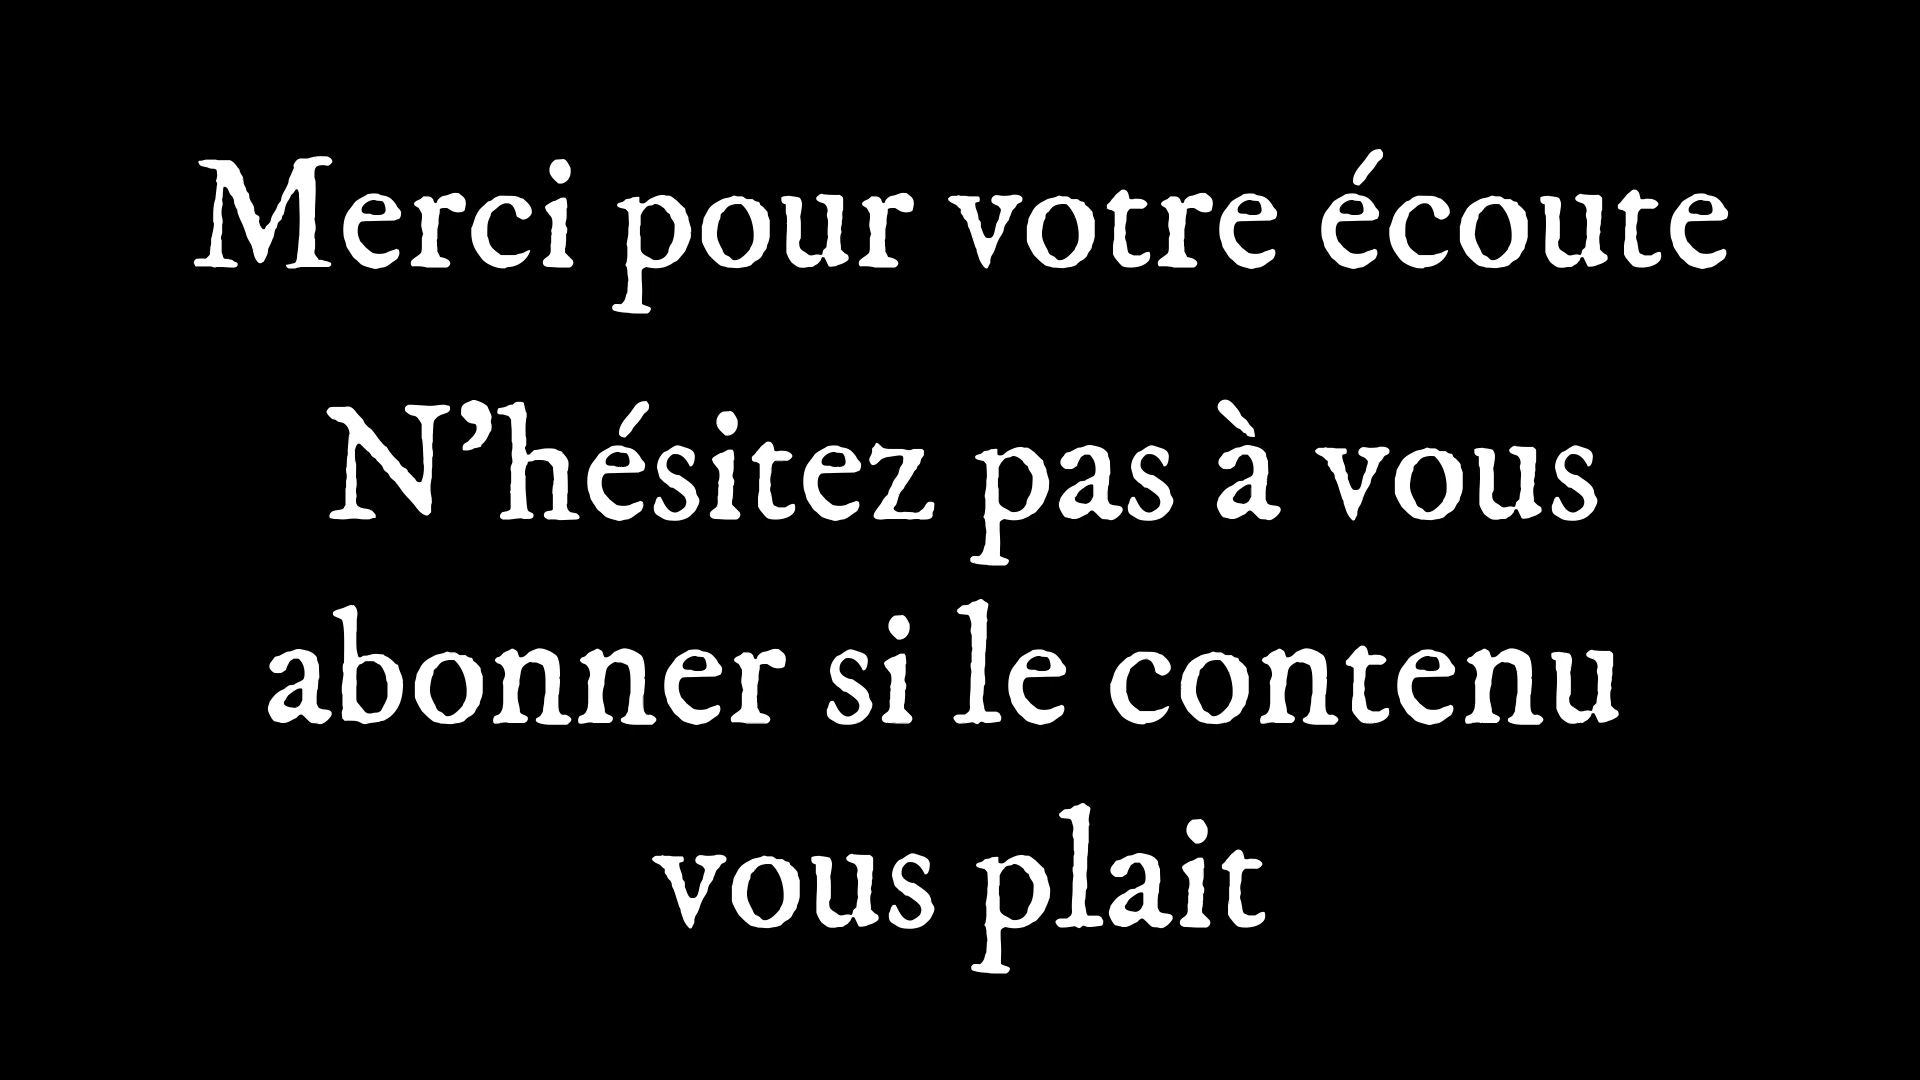 Merci pour votre écoute
N’hésitez pas à vous
abonner si le contenu
vous plait